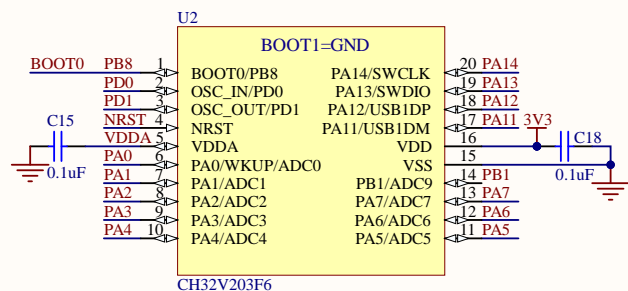 U2
BOOT1=GND
BOOT0 PB8 1 BOOT0/PB8 PA14/SWCLK 20 PA14
PD0 2 OSC_IN/PD0 PA13/SWDIO 19 PA13
PD1 3 OSC_OUT/PD1 PA12/USB1DP 18 PA12
NRST 4 NRST PA11/USB1DM 17 PA11 3V3
C15 VDDA 5 VDDA VDD 16 C18
0.1uF PA0 6 PA0/WKUP/ADC0 VSS 15 0.1uF
PA1 7 PA1/ADC1 PB1/ADC9 14 PB1
PA2 8 PA2/ADC2 PA7/ADC7 13 PA7
PA3 9 PA3/ADC3 PA6/ADC6 12 PA6
PA4 10 PA4/ADC4 PA5/ADC5 11 PA5
CH32V203F6